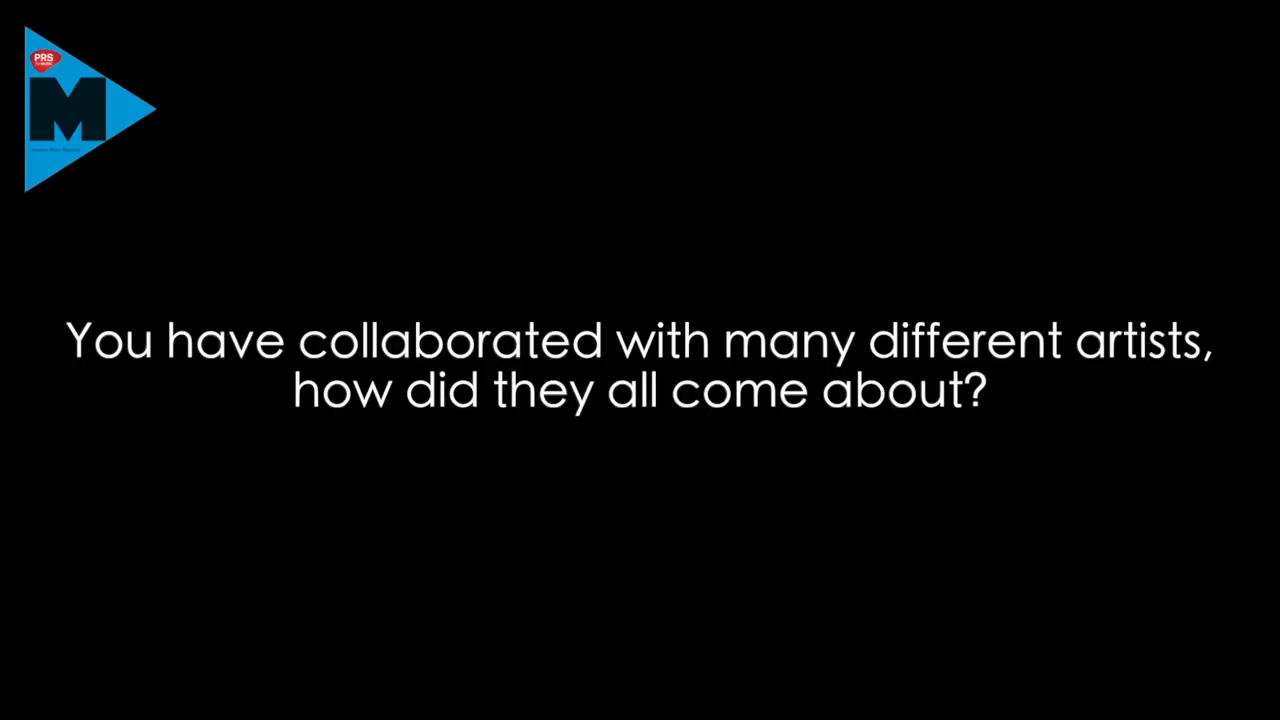 PRS
M
You have collaborated with many different artists,
how did they all come about?